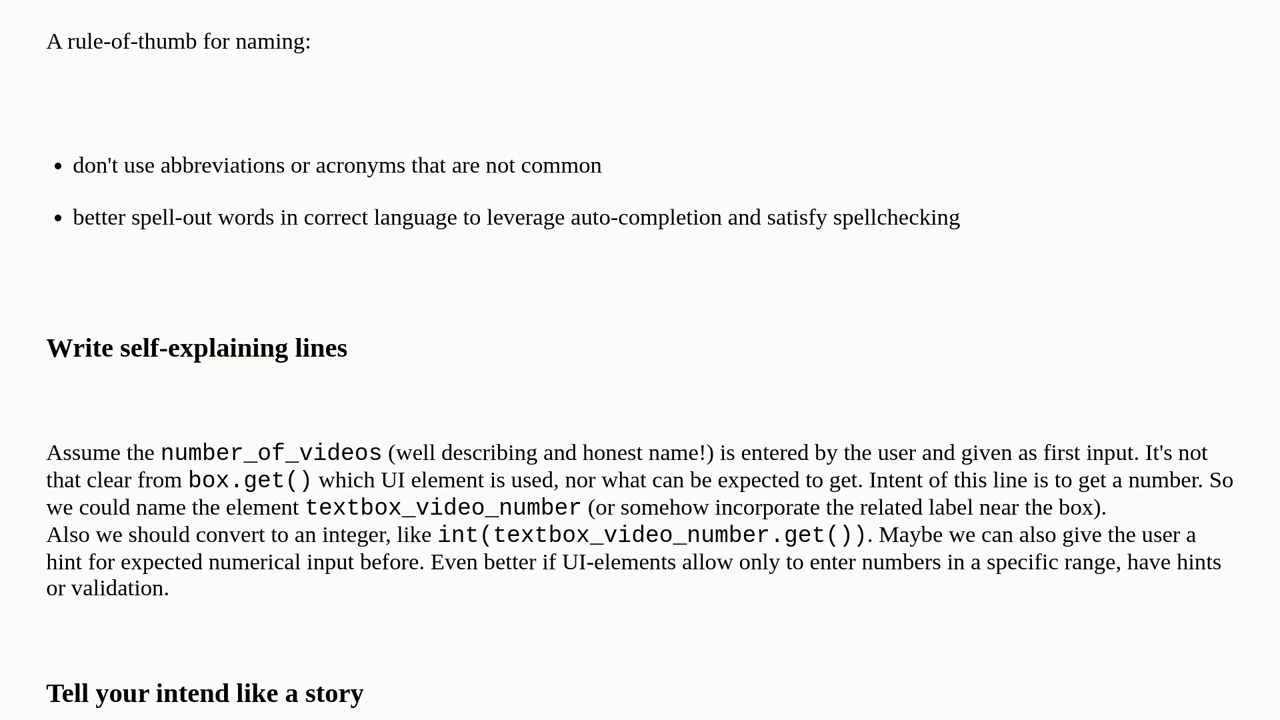 A rule-of-thumb for naming:
• don't use abbreviations or acronyms that are not common
• better spell-out words in correct language to leverage auto-completion and satisfy spellchecking
Write self-explaining lines
Assume the number_of_videos (well describing and honest name!) is entered by the user and given as first input. It's not
that clear from box.get() which UI element is used, nor what can be expected to get. Intent of this line is to get a number. So
we could name the element textbox_video_number (or somehow incorporate the related label near the box).
Also we should convert to an integer, like int(textbox_video_number.get()). Maybe we can also give the user a
hint for expected numerical input before. Even better if UI-elements allow only to enter numbers in a specific range, have hints
or validation.
Tell your intend like a story